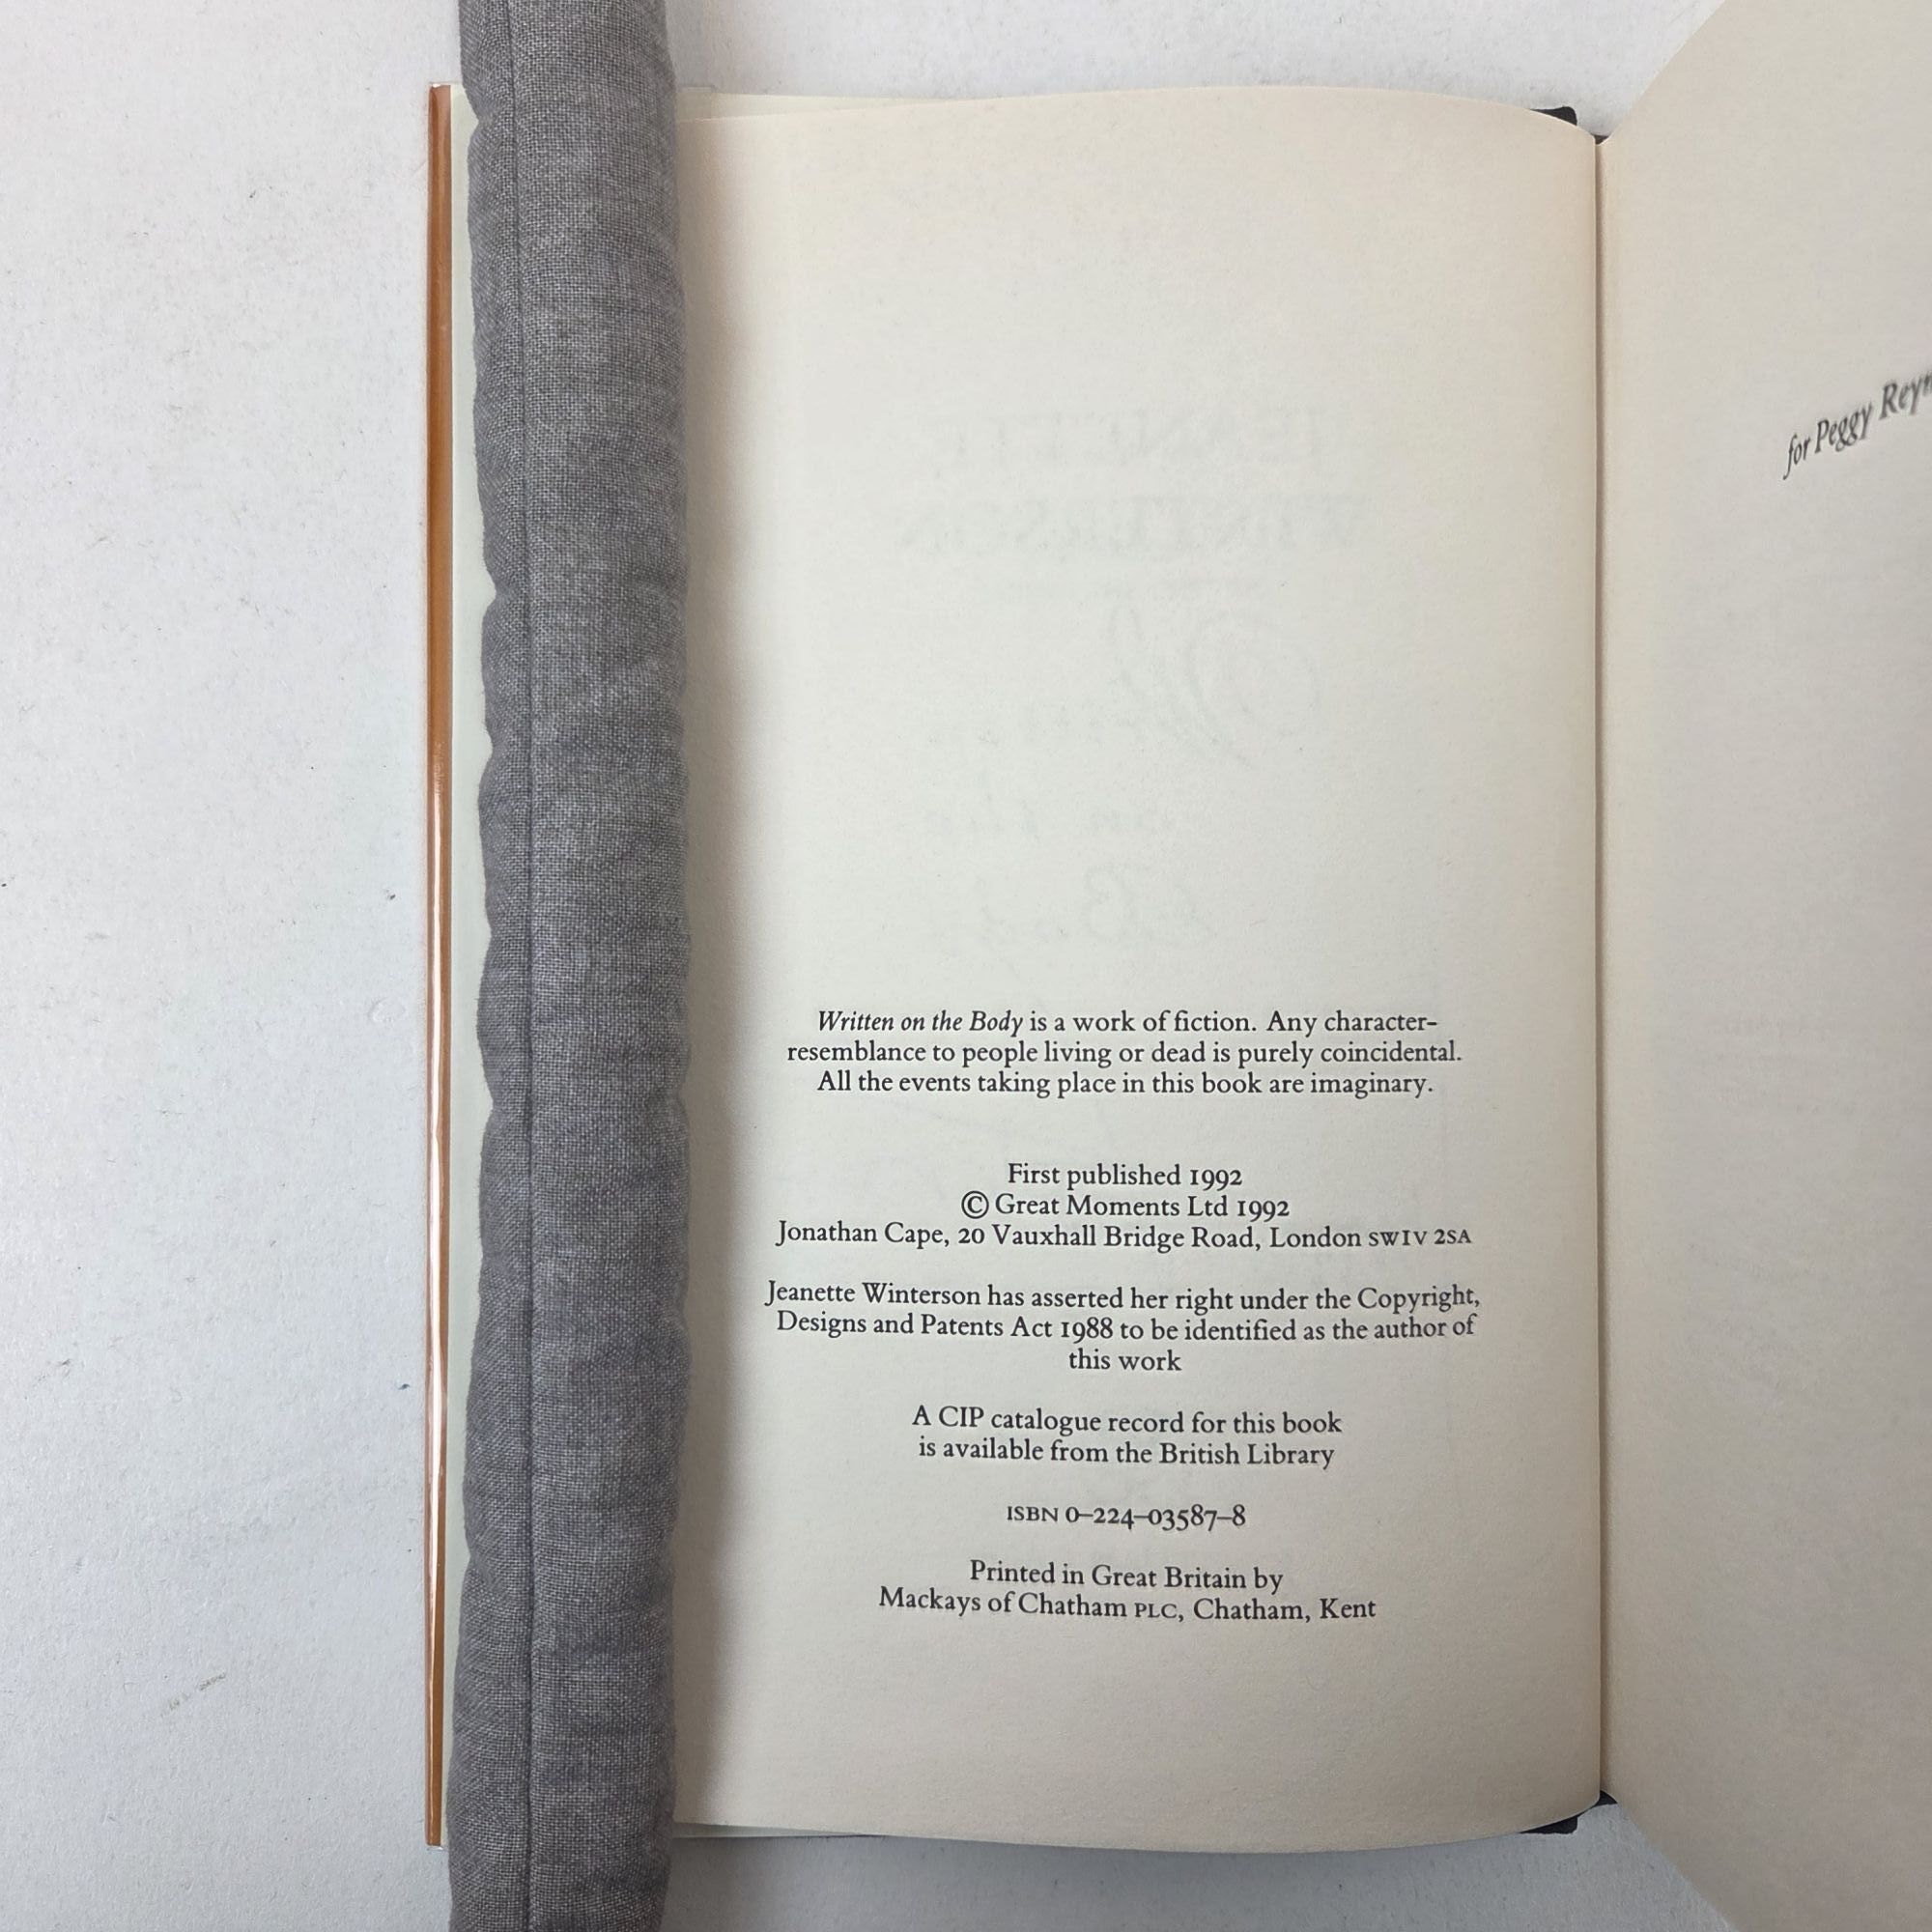 Written on the Body is a work of fiction. Any character-
resemblance to people living or dead is purely coincidental.
All the events taking place in this book are imaginary.
First published 1992
© Great Moments Ltd 1992
Jonathan Cape, 20 Vauxhall Bridge Road, London SW1V 2SA
Jeanette Winterson has asserted her right under the Copyright,
Designs and Patents Act 1988 to be identified as the author of
this work
A CIP catalogue record for this book
is available from the British Library
ISBN 0–224–03587–8
Printed in Great Britain by
Mackays of Chatham PLC, Chatham, Kent
for Peggy